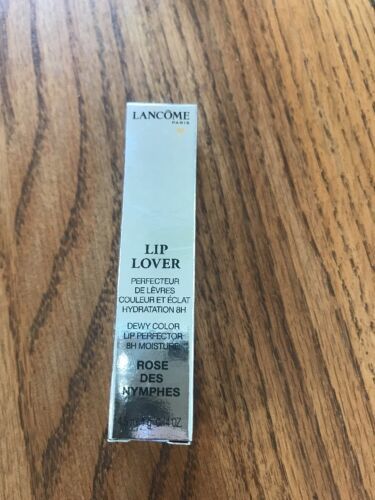 LANCÔME
PARIS
LIP
LOVER
PERFECTEUR
DE LÈVRES
COULEUR ET ÉCLAT
HYDRATATION 8H
DEWY COLOR
LIP PERFECTOR
8H MOISTURE
ROSE
DES
NYMPHES